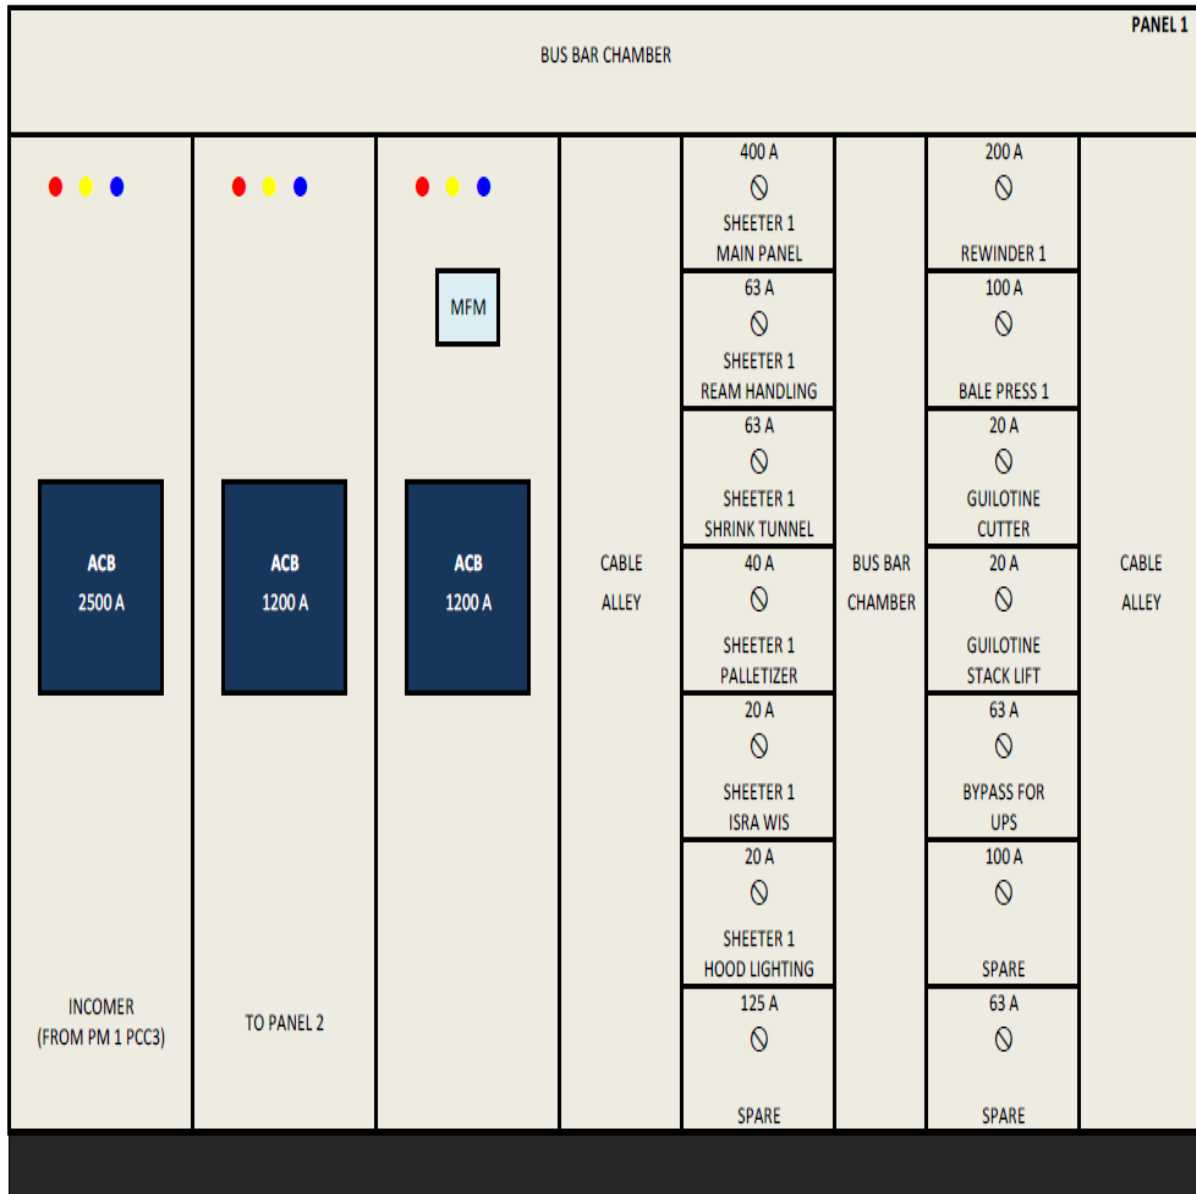 PANEL 1
BUS BAR CHAMBER
ACB
2500 A
INCOMER
(FROM PM 1 PCC3)
ACB
1200 A
TO PANEL 2
MFM
ACB
1200 A
CABLE
ALLEY
400 A
SHEETER 1
MAIN PANEL
63 A
SHEETER 1
REAM HANDLING
63 A
SHEETER 1
SHRINK TUNNEL
40 A
SHEETER 1
PALLETIZER
20 A
SHEETER 1
ISRA WIS
20 A
SHEETER 1
HOOD LIGHTING
125 A
SPARE
BUS BAR
CHAMBER
200 A
REWINDER 1
100 A
BALE PRESS 1
20 A
GUILOTINE
CUTTER
20 A
GUILOTINE
STACK LIFT
63 A
BYPASS FOR
UPS
100 A
SPARE
63 A
SPARE
CABLE
ALLEY